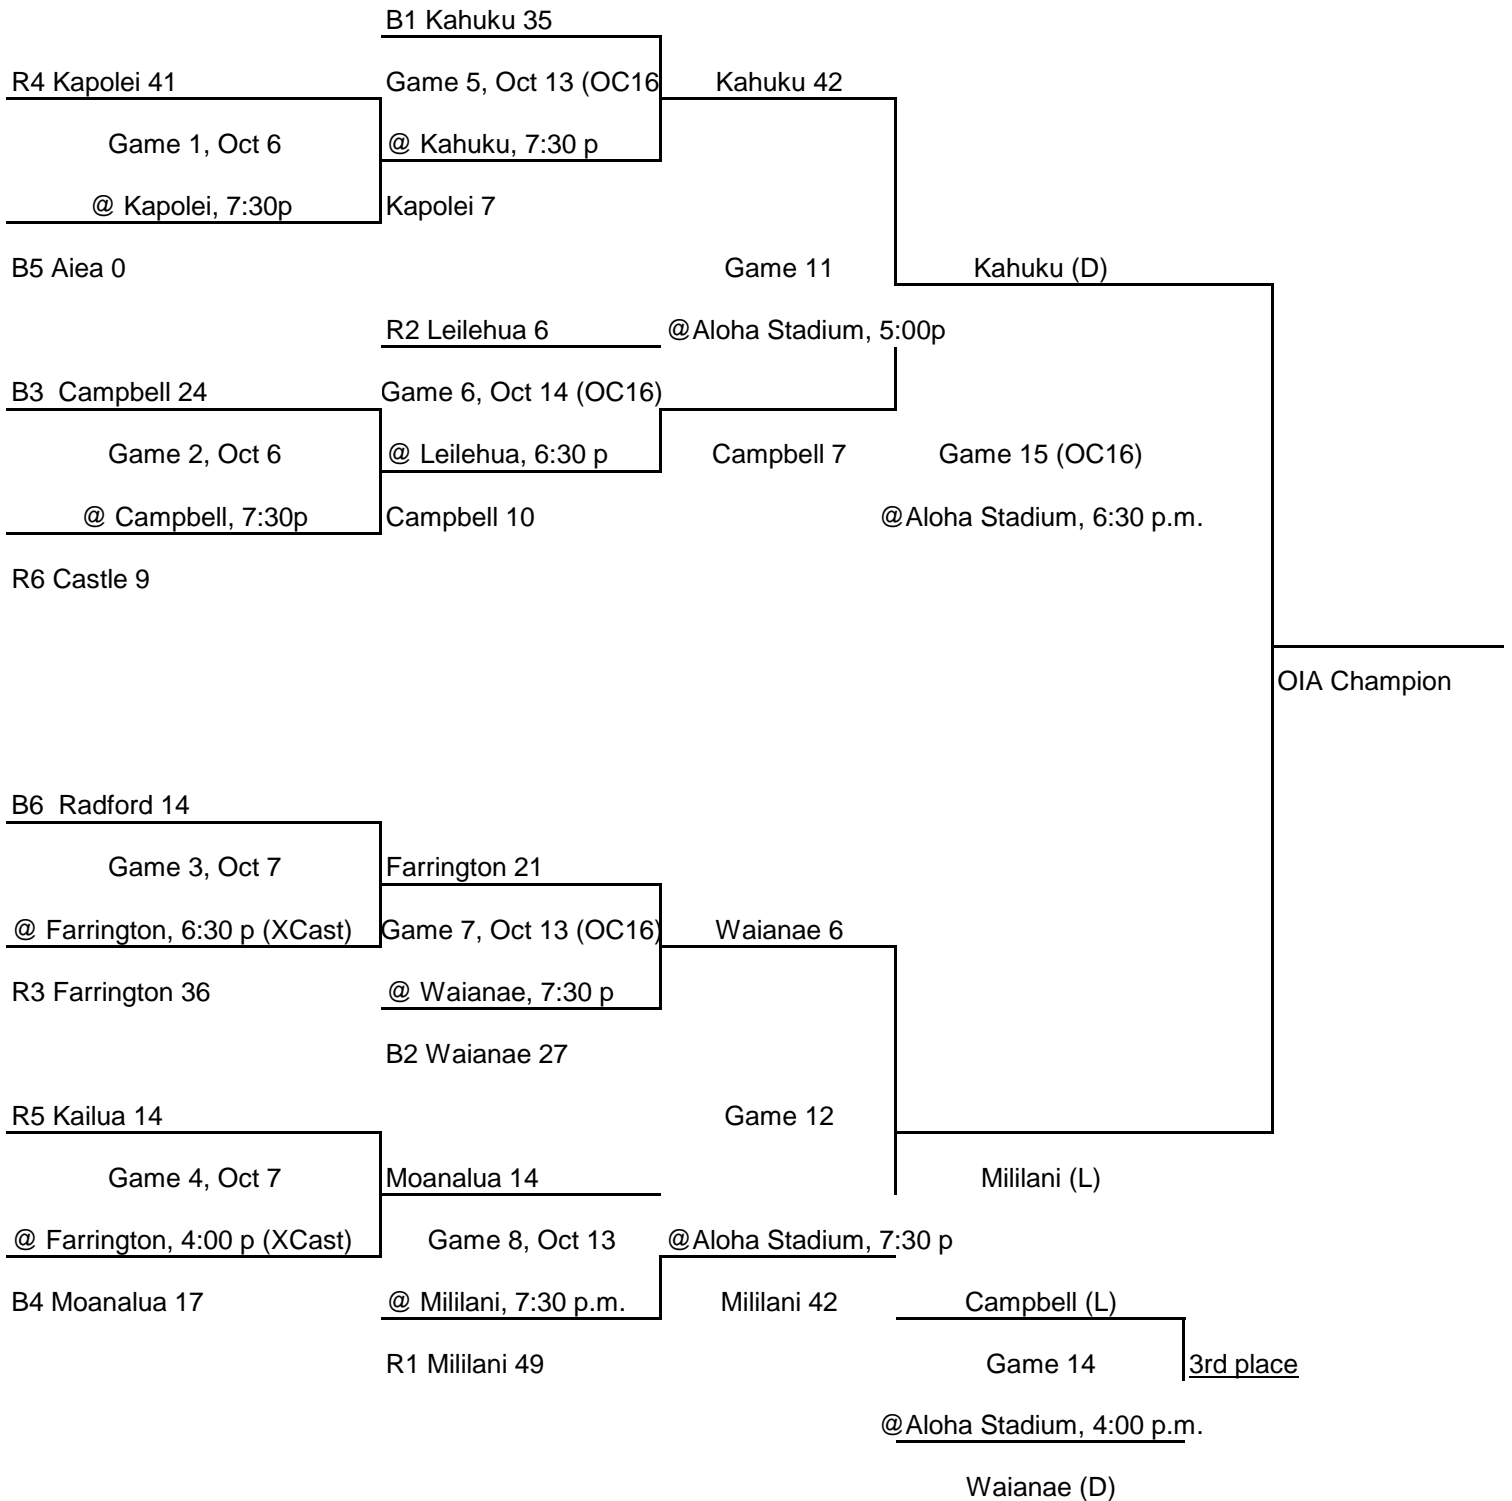 B1 Kahuku 35
R4 Kapolei 41 Game 5, Oct 13 (OC16 Kahuku 42
Game 1, Oct 6 @ Kahuku, 7:30 p
@ Kapolei, 7:30p Kapolei 7
B5 Aiea 0 Game 11 Kahuku (D)
R2 Leilehua 6 @Aloha Stadium, 5:00p
B3 Campbell 24 Game 6, Oct 14 (OC16)
Game 2, Oct 6 @ Leilehua, 6:30 p Campbell 7 Game 15 (OC16)
@ Campbell, 7:30p Campbell 10 @Aloha Stadium, 6:30 p.m.
R6 Castle 9
OIA Champion
B6 Radford 14
Game 3, Oct 7 Farrington 21
@ Farrington, 6:30 p (XCast) Game 7, Oct 13 (OC16) Waianae 6
R3 Farrington 36 @ Waianae, 7:30 p
B2 Waianae 27
R5 Kailua 14 Game 12
Game 4, Oct 7 Moanalua 14 Mililani (L)
@ Farrington, 4:00 p (XCast) Game 8, Oct 13 @Aloha Stadium, 7:30 p
B4 Moanalua 17 @ Mililani, 7:30 p.m. Mililani 42 Campbell (L)
R1 Mililani 49 Game 14 3rd place
@Aloha Stadium, 4:00 p.m.
Waianae (D)